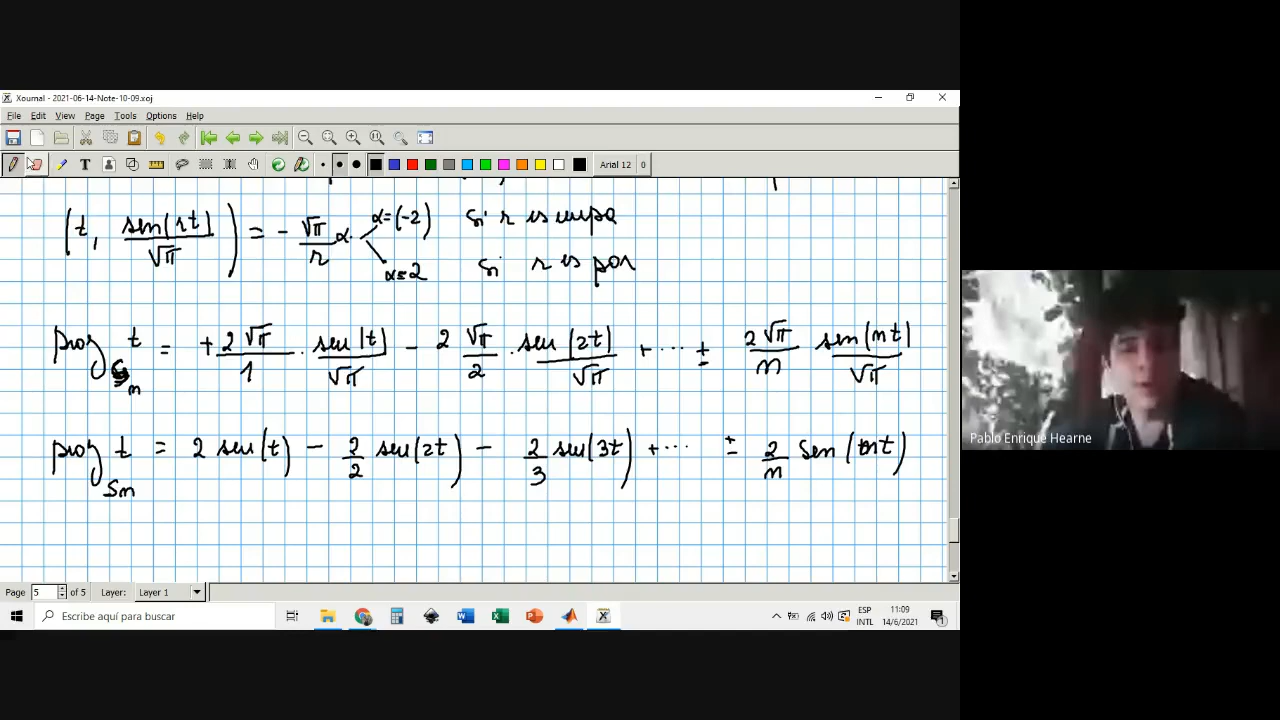 Xournal - 2021-06-14-Note-10-09.xoj
File Edit View Page Tools Options Help
T Arial 12 0
(t, sen(rt)/√π) = - √π/r α α=(-2) si r es impa
α=2 si r es par
proy_Sm t = + 2√π/1 · sen(t)/√π - 2 √π/2 · sen(2t)/√π + ··· ± 2√π/m sen(mt)/√π
proy_Sm t = 2 sen(t) - 2/2 sen(2t) - 2/3 sen(3t) + ··· ± 2/m sen(mt)
Pablo Enrique Hearne
Page 5 of 5 Layer: Layer 1
Escribe aquí para buscar
ESP INTL
11:09
14/6/2021